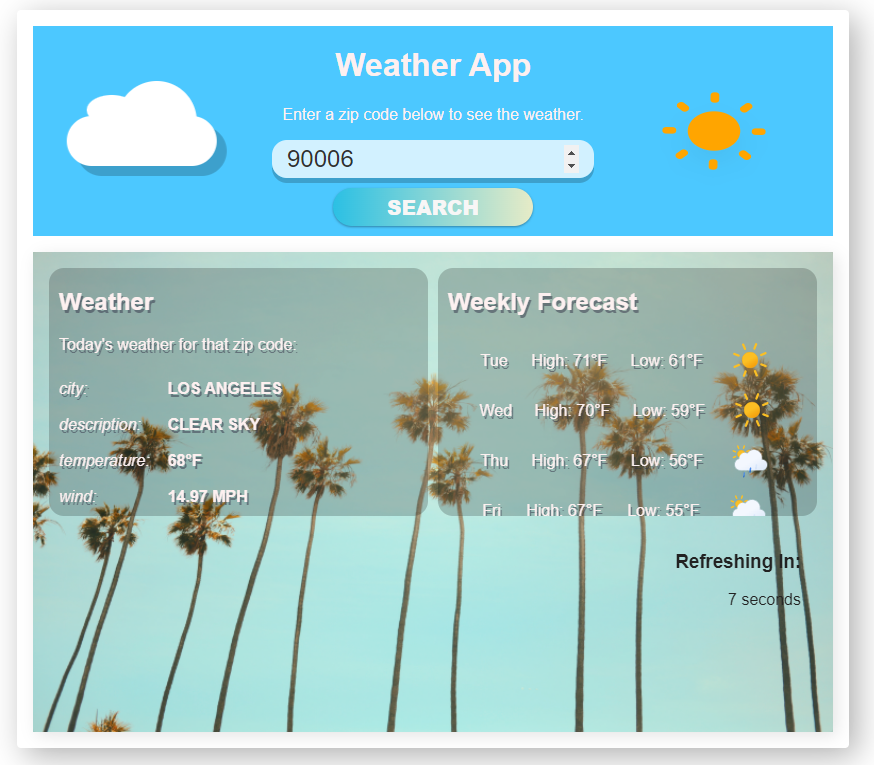 Weather App
Enter a zip code below to see the weather.
90006
SEARCH
Weather
Today's weather for that zip code:
city: LOS ANGELES
description: CLEAR SKY
temperature: 68°F
wind: 14.97 MPH
Weekly Forecast
Tue High: 71°F Low: 61°F
Wed High: 70°F Low: 59°F
Thu High: 67°F Low: 56°F
Fri High: 67°F Low: 55°F
Refreshing In:
7 seconds